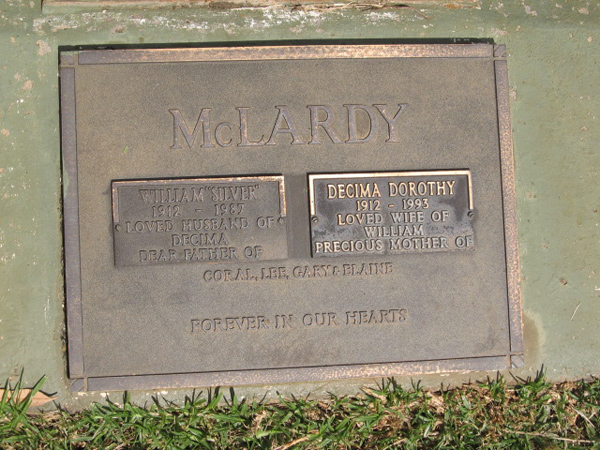 McLARDY
WILLIAM "SILVER"
1912 - 1987
LOVED HUSBAND OF
DECIMA
DEAR FATHER OF
DECIMA DOROTHY
1912 - 1993
LOVED WIFE OF
WILLIAM
PRECIOUS MOTHER OF
CORAL, LEE, GARY & ELAINE
FOREVER IN OUR HEARTS